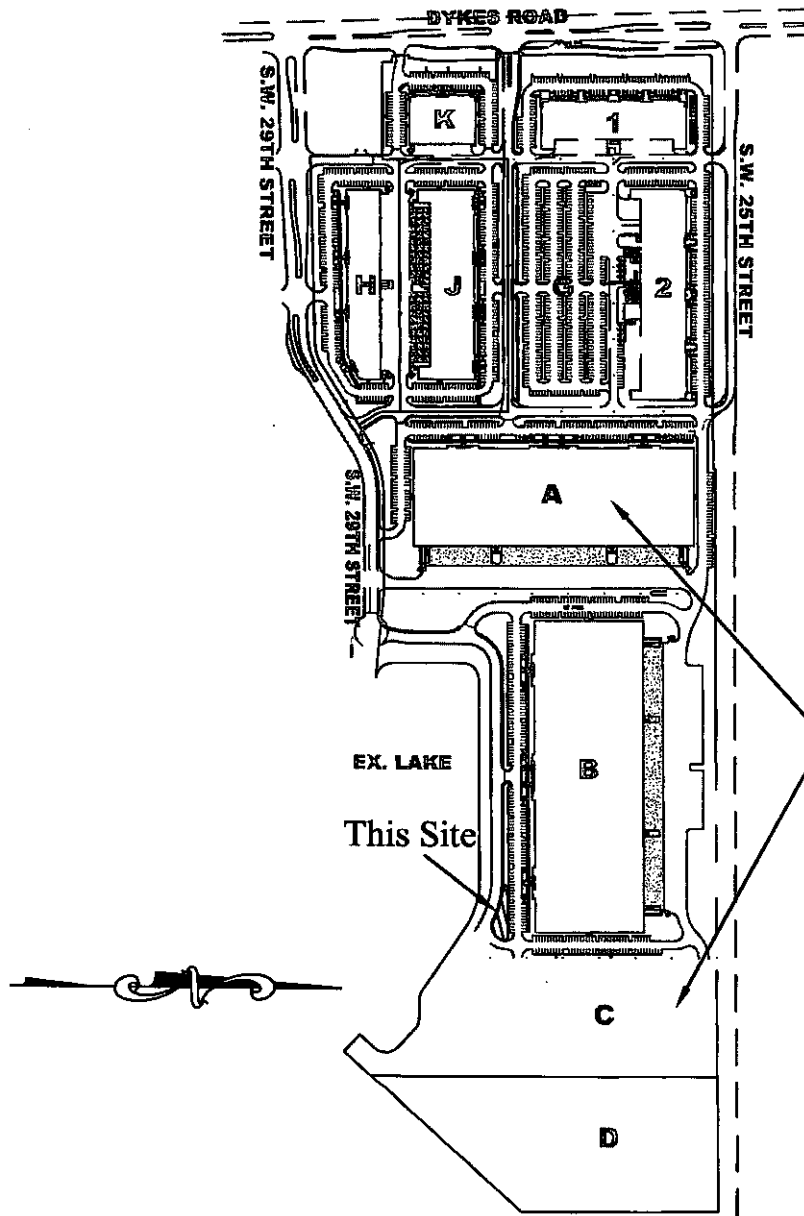 DYKES ROAD
S.W. 29TH STREET
K
1
S.W. 25TH STREET
H
J
G
2
A
S.W. 29TH STREET
B
EX. LAKE
This Site
C
D